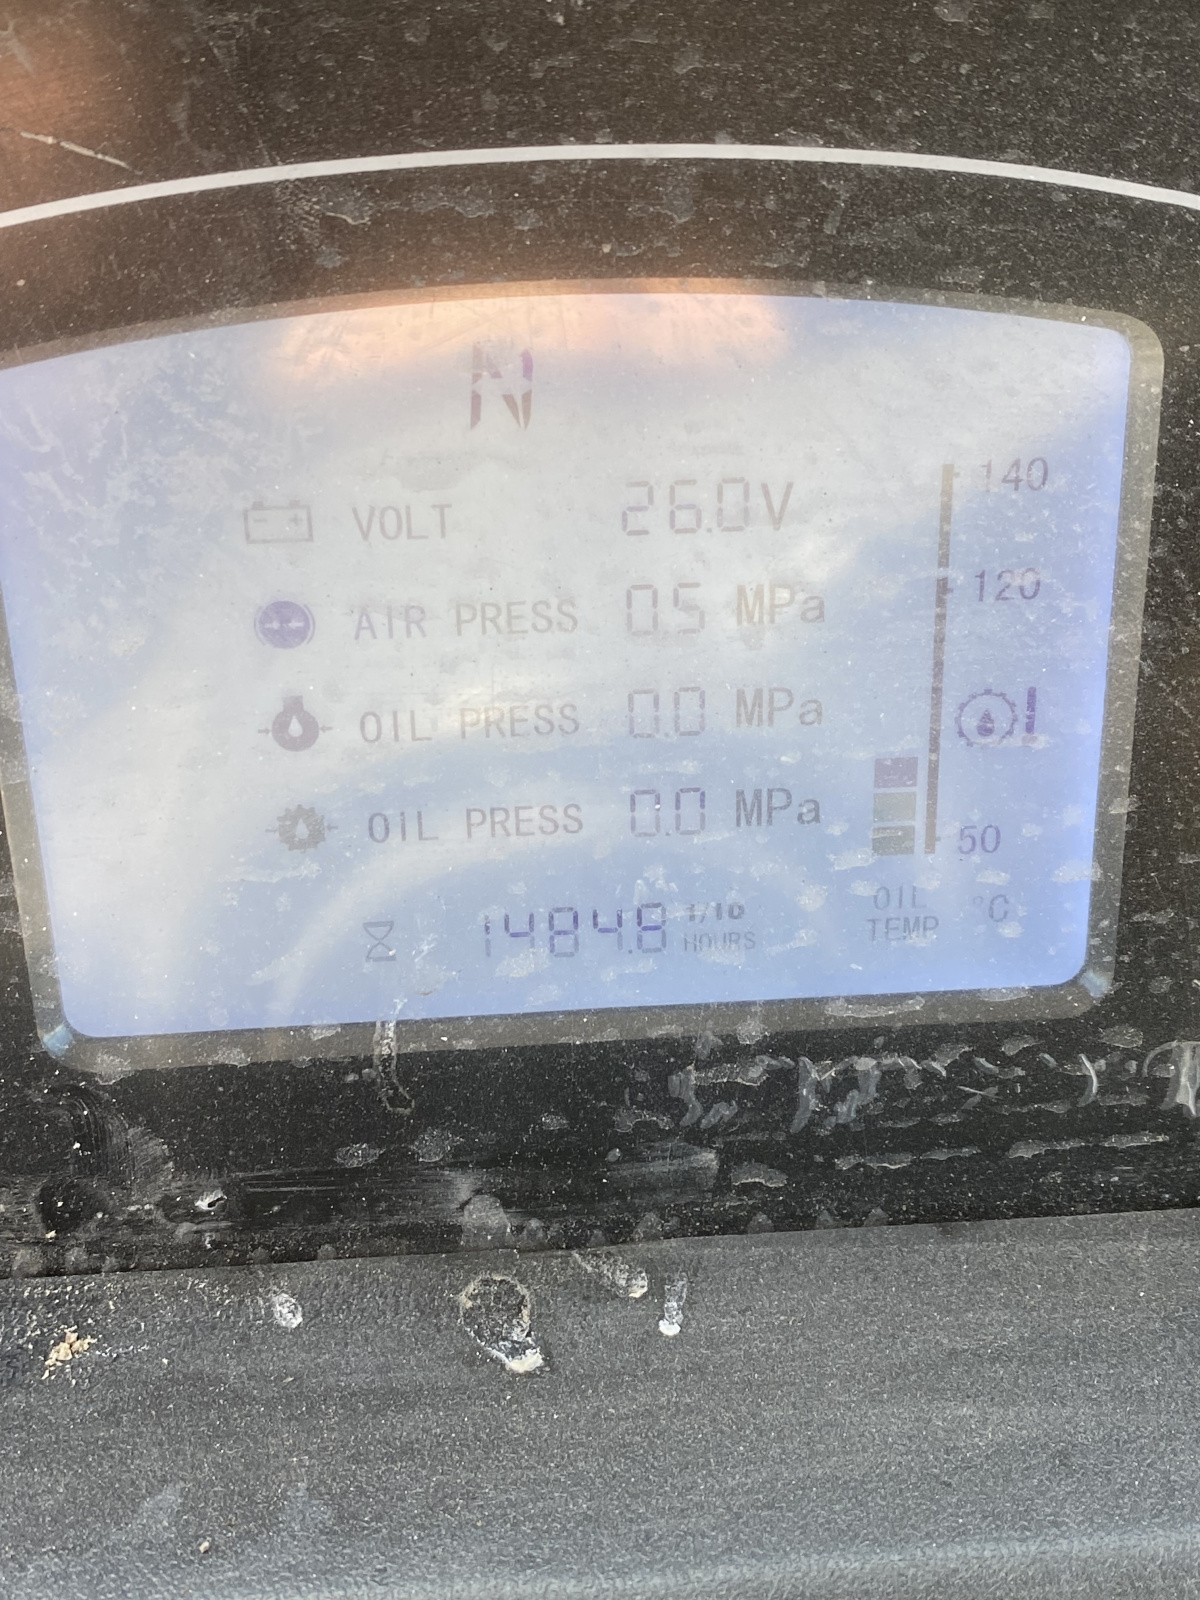 N
VOLT 26.0V
AIR PRESS 0.5 MPa
OIL PRESS 0.0 MPa
OIL PRESS 0.0 MPa
14848 1/10 HOURS
140
120
50
OIL TEMP °C